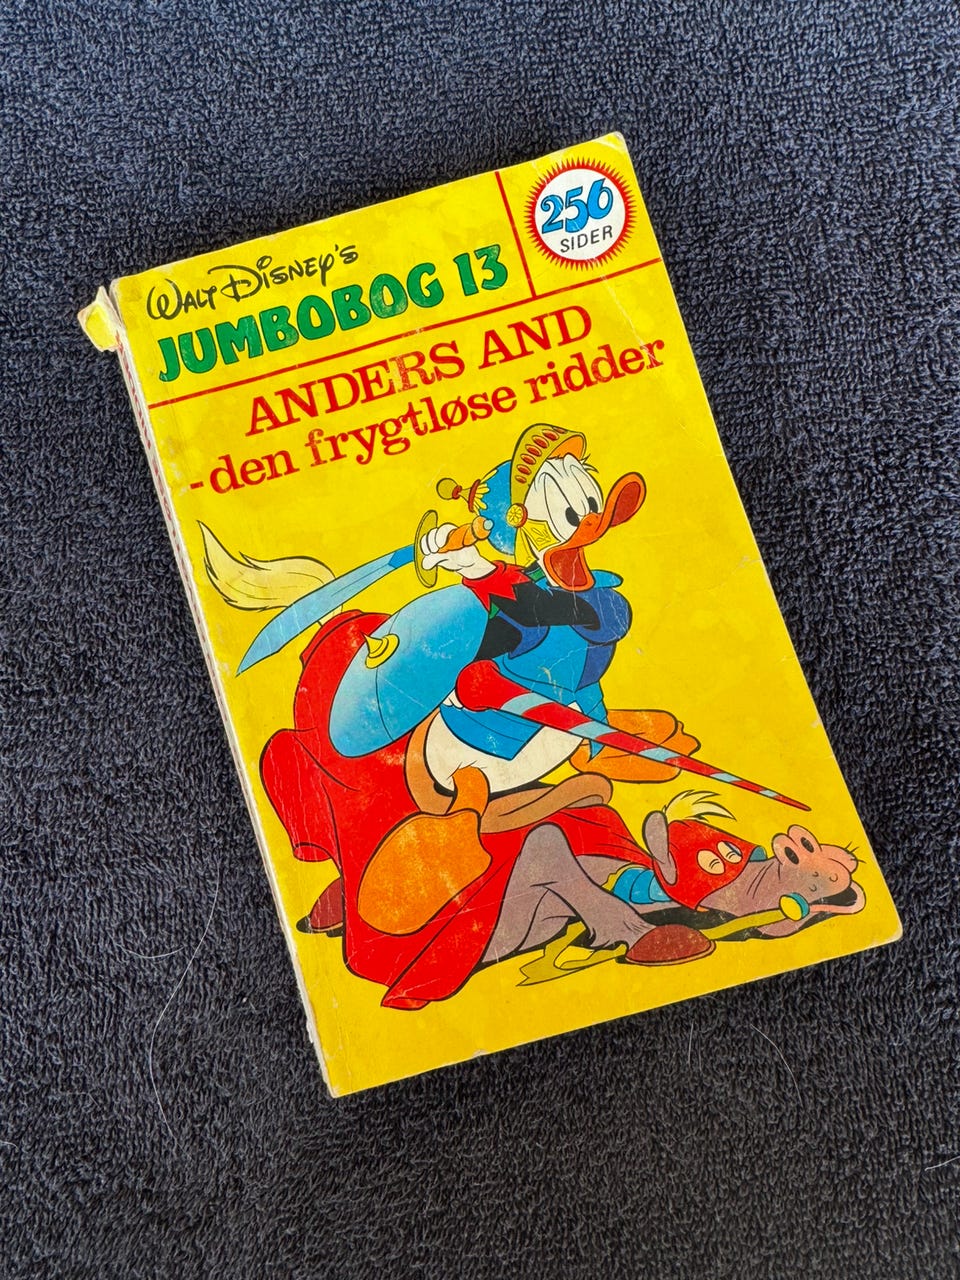 WALT DISNEY'S
JUMBOBOG 13
256
SIDER
ANDERS AND
-den frygtløse ridder